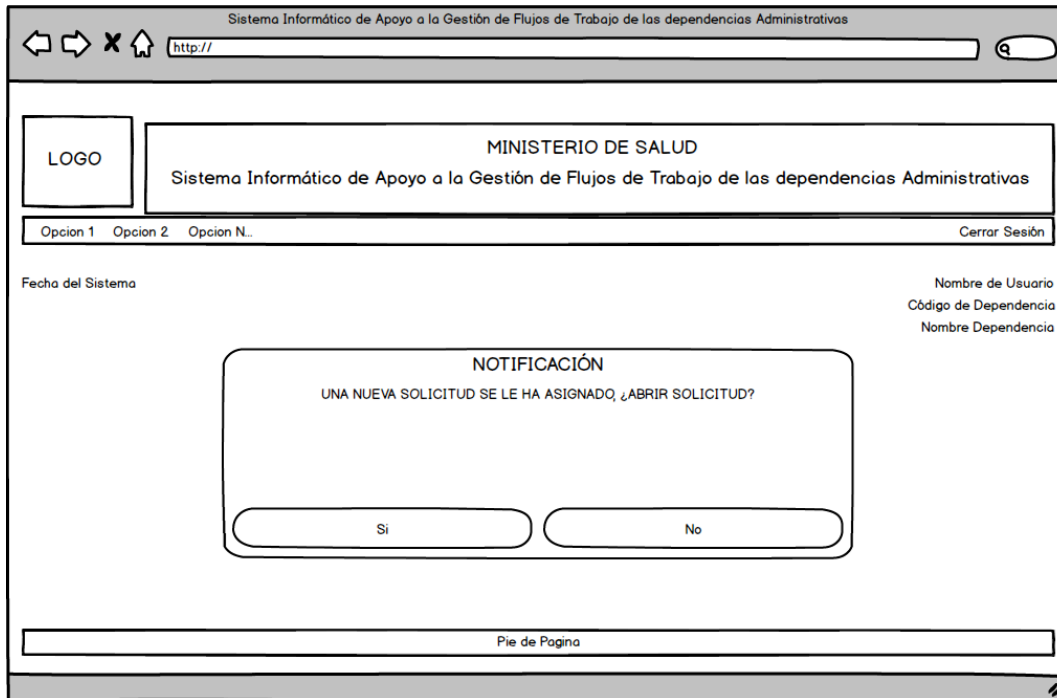 Sistema Informático de Apoyo a la Gestión de Flujos de Trabajo de las dependencias Administrativas
http://
LOGO
MINISTERIO DE SALUD
Sistema Informático de Apoyo a la Gestión de Flujos de Trabajo de las dependencias Administrativas
Opcion 1 Opcion 2 Opcion N... Cerrar Sesión
Fecha del Sistema Nombre de Usuario
Código de Dependencia
Nombre Dependencia
NOTIFICACIÓN
UNA NUEVA SOLICITUD SE LE HA ASIGNADO, ¿ABRIR SOLICITUD?
Si No
Pie de Pagina